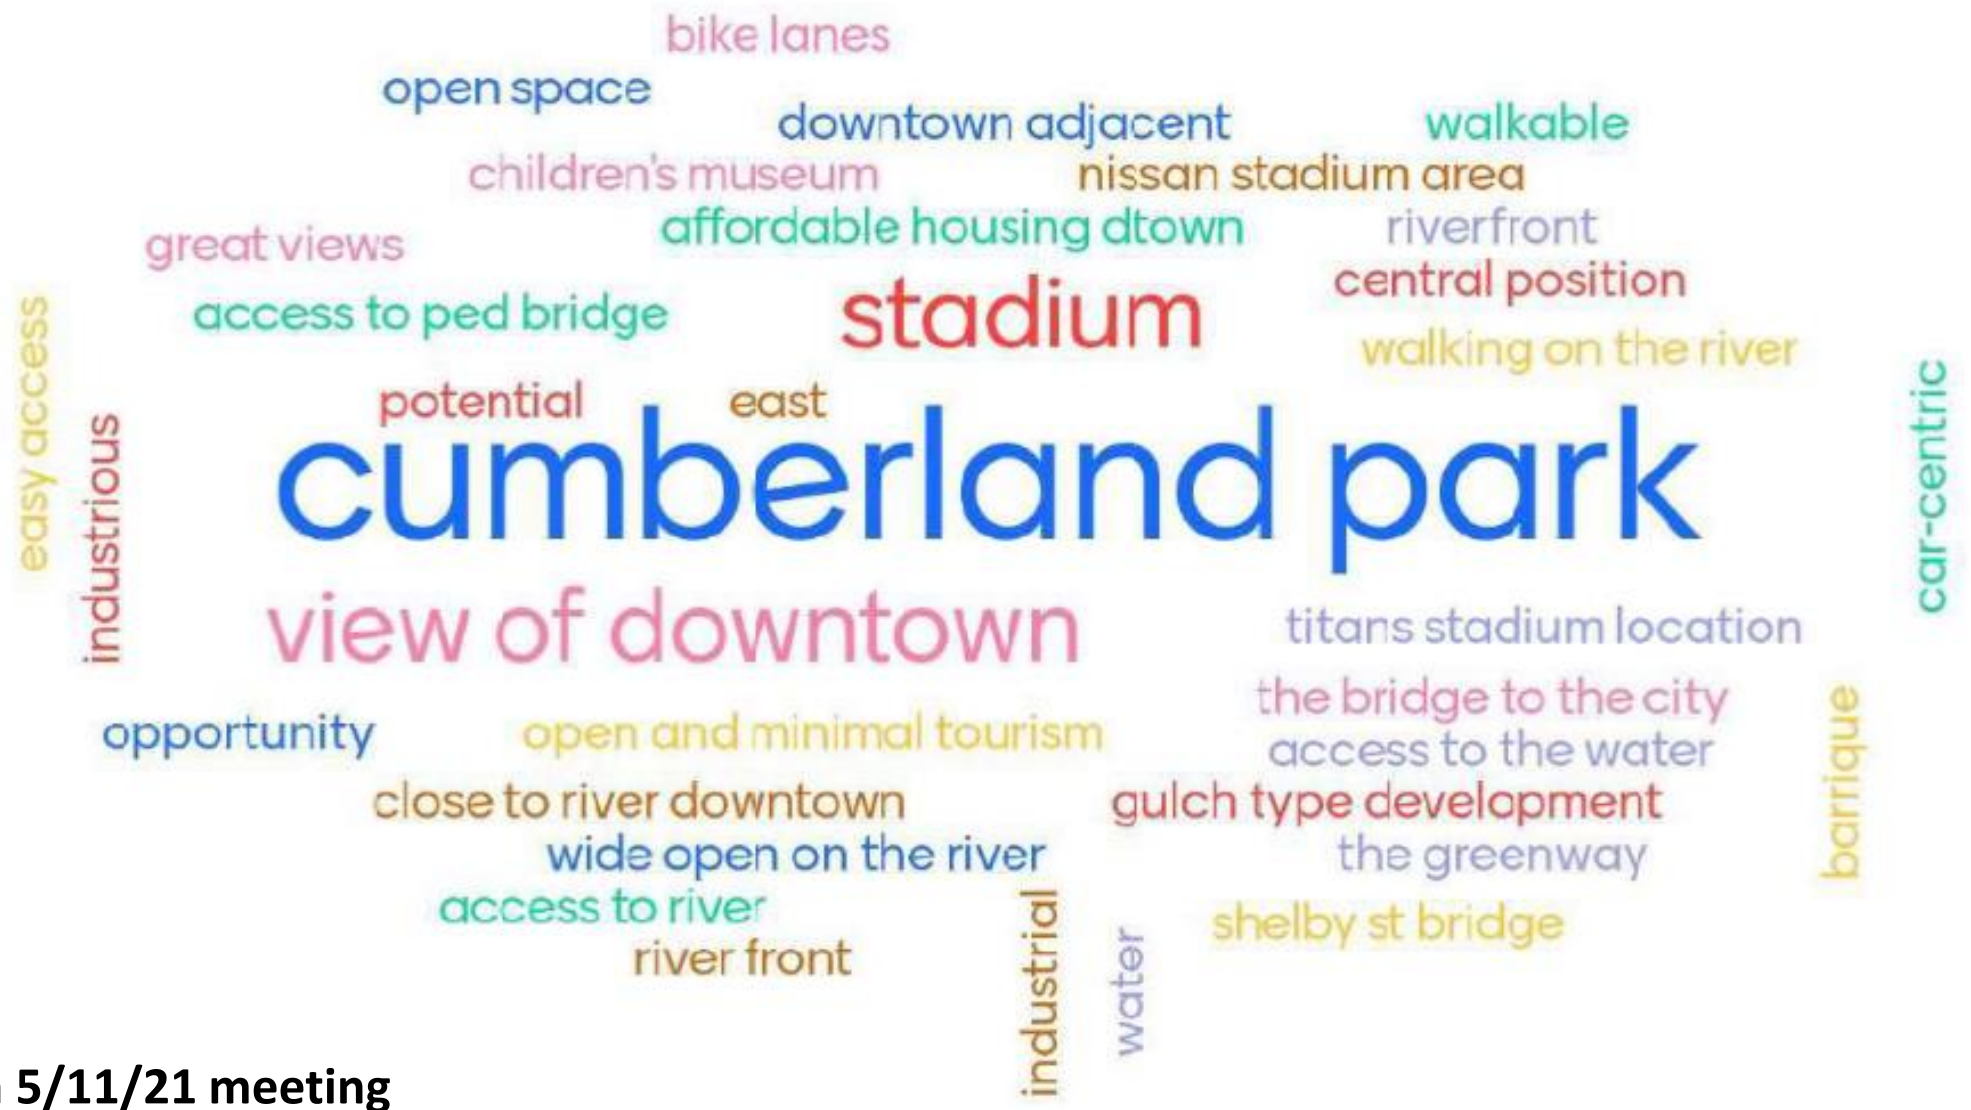 bike lanes
open space
downtown adjacent
walkable
children's museum
nissan stadium area
affordable housing dtown
riverfront
great views
central position
access to ped bridge
stadium
walking on the river
easy access
industrious
potential
east
cumberland park
car-centric
view of downtown
titans stadium location
the bridge to the city
opportunity
open and minimal tourism
access to the water
barrique
close to river downtown
gulch type development
wide open on the river
the greenway
access to river
shelby st bridge
river front
industrial
water
5/11/21 meeting